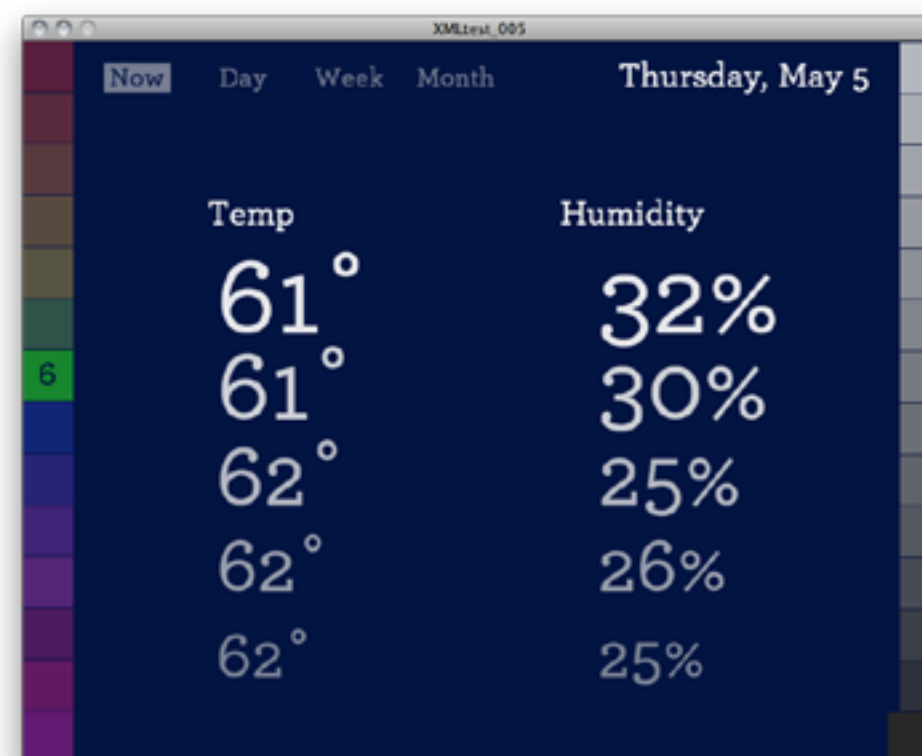 XMLtest_005
Now Day Week Month Thursday, May 5
Temp Humidity
61° 32%
61° 30%
6
62° 25%
62° 26%
62° 25%